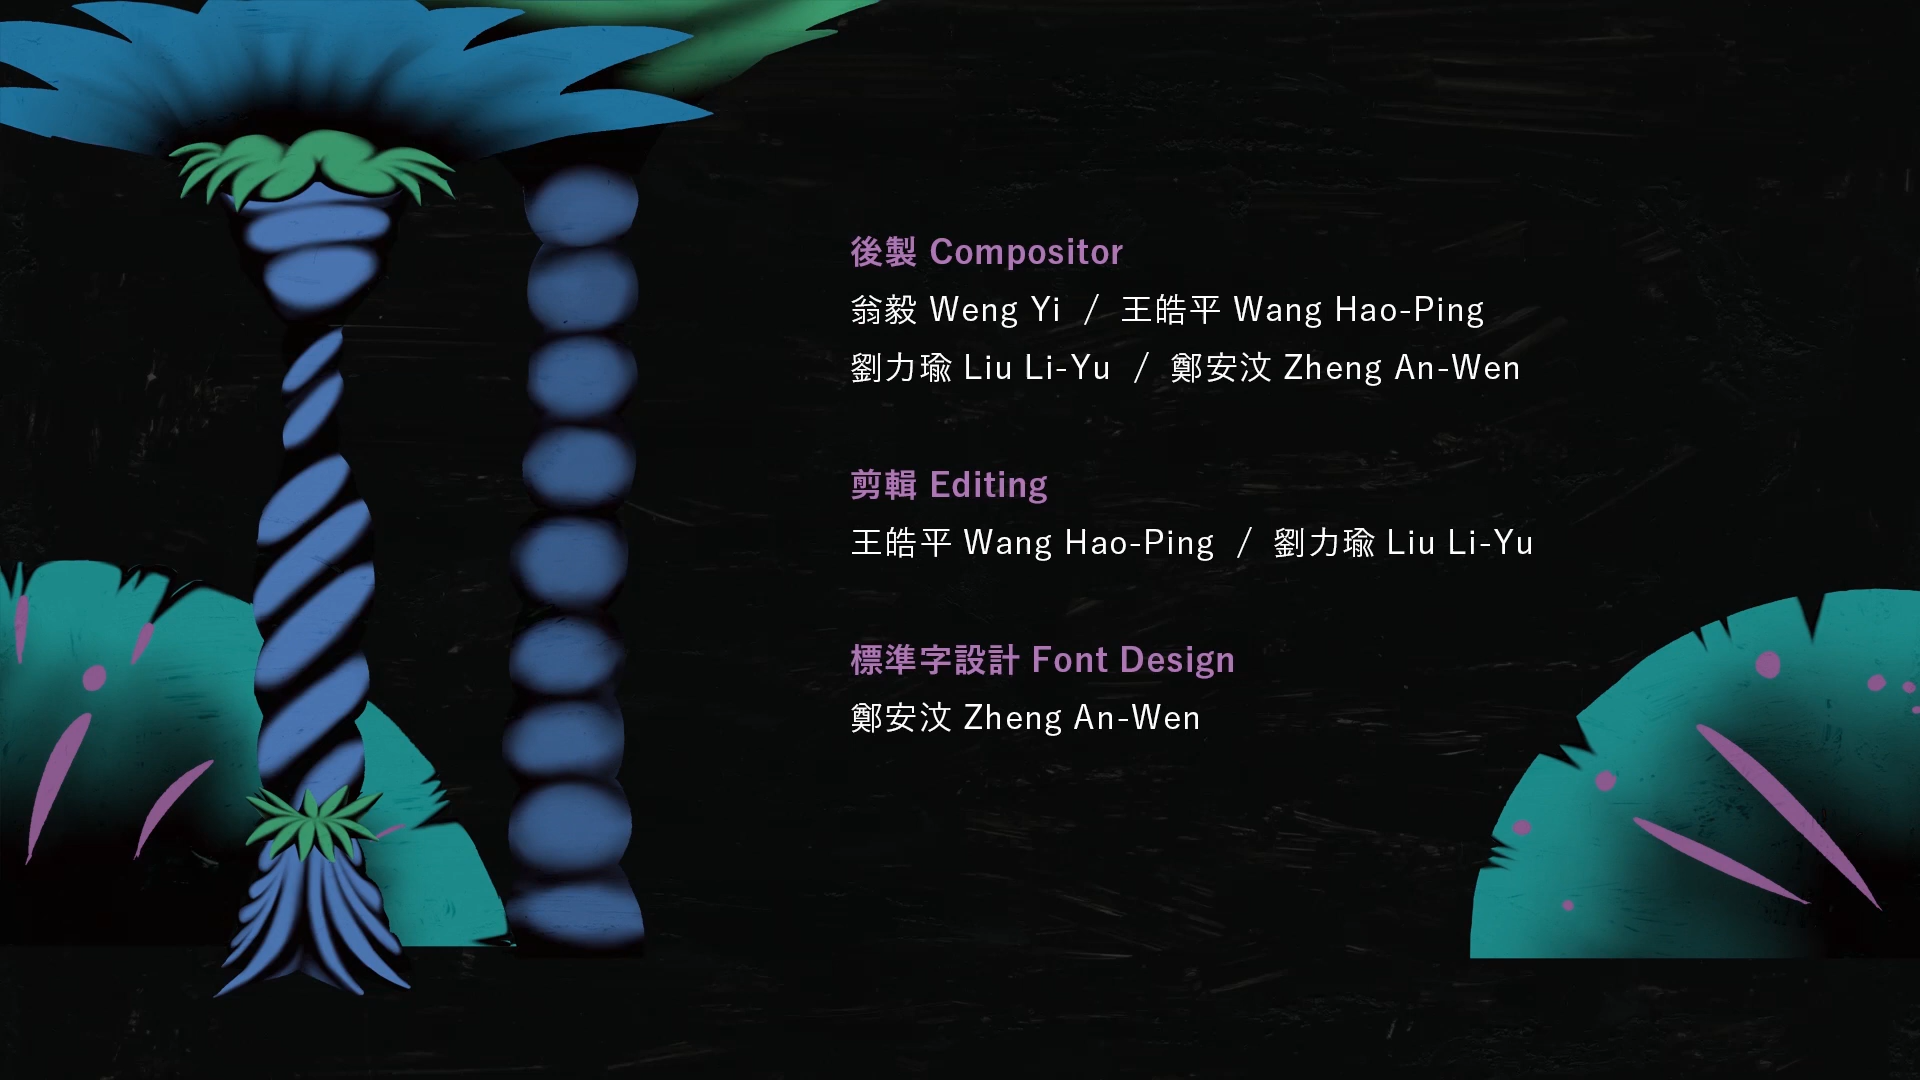 後製 Compositor
翁毅 Weng Yi / 王皓平 Wang Hao-Ping
劉力瑜 Liu Li-Yu / 鄭安汶 Zheng An-Wen
剪輯 Editing
王皓平 Wang Hao-Ping / 劉力瑜 Liu Li-Yu
標準字設計 Font Design
鄭安汶 Zheng An-Wen